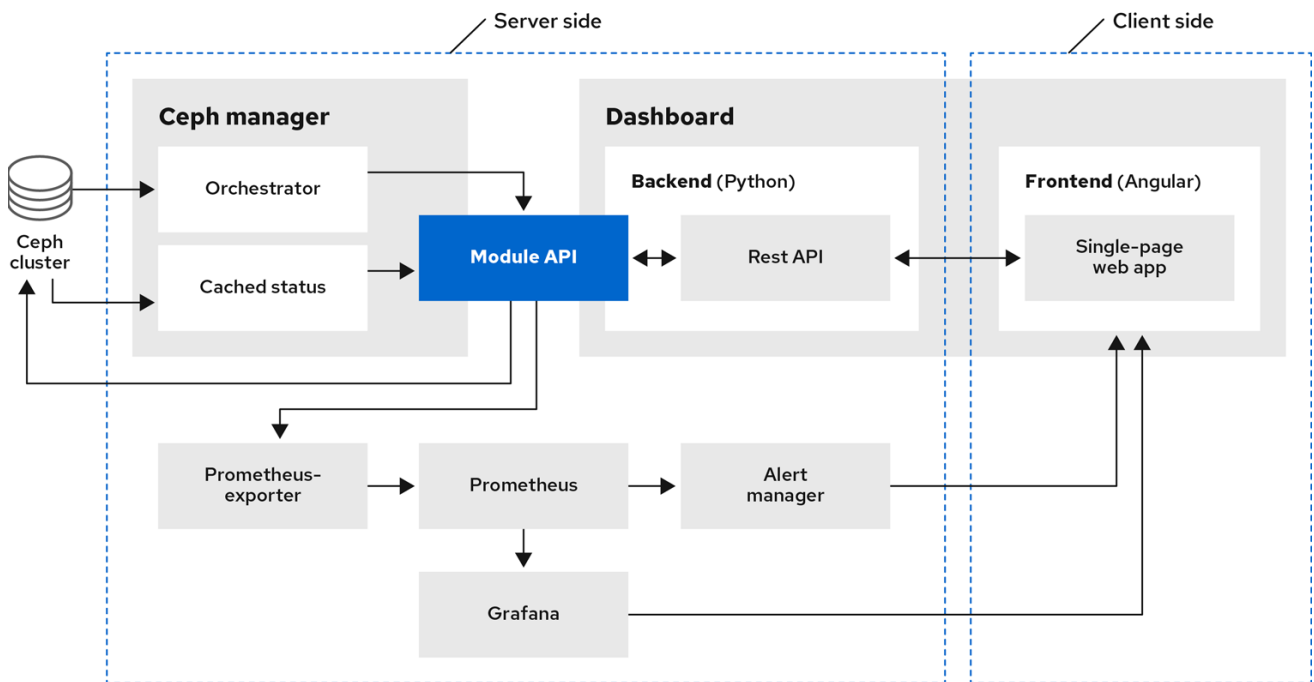 Server side
Client side
Ceph manager
Dashboard
Orchestrator
Backend (Python)
Frontend (Angular)
Ceph
cluster
Cached status
Module API
Rest API
Single-page
web app
Prometheus-
exporter
Prometheus
Alert
manager
Grafana